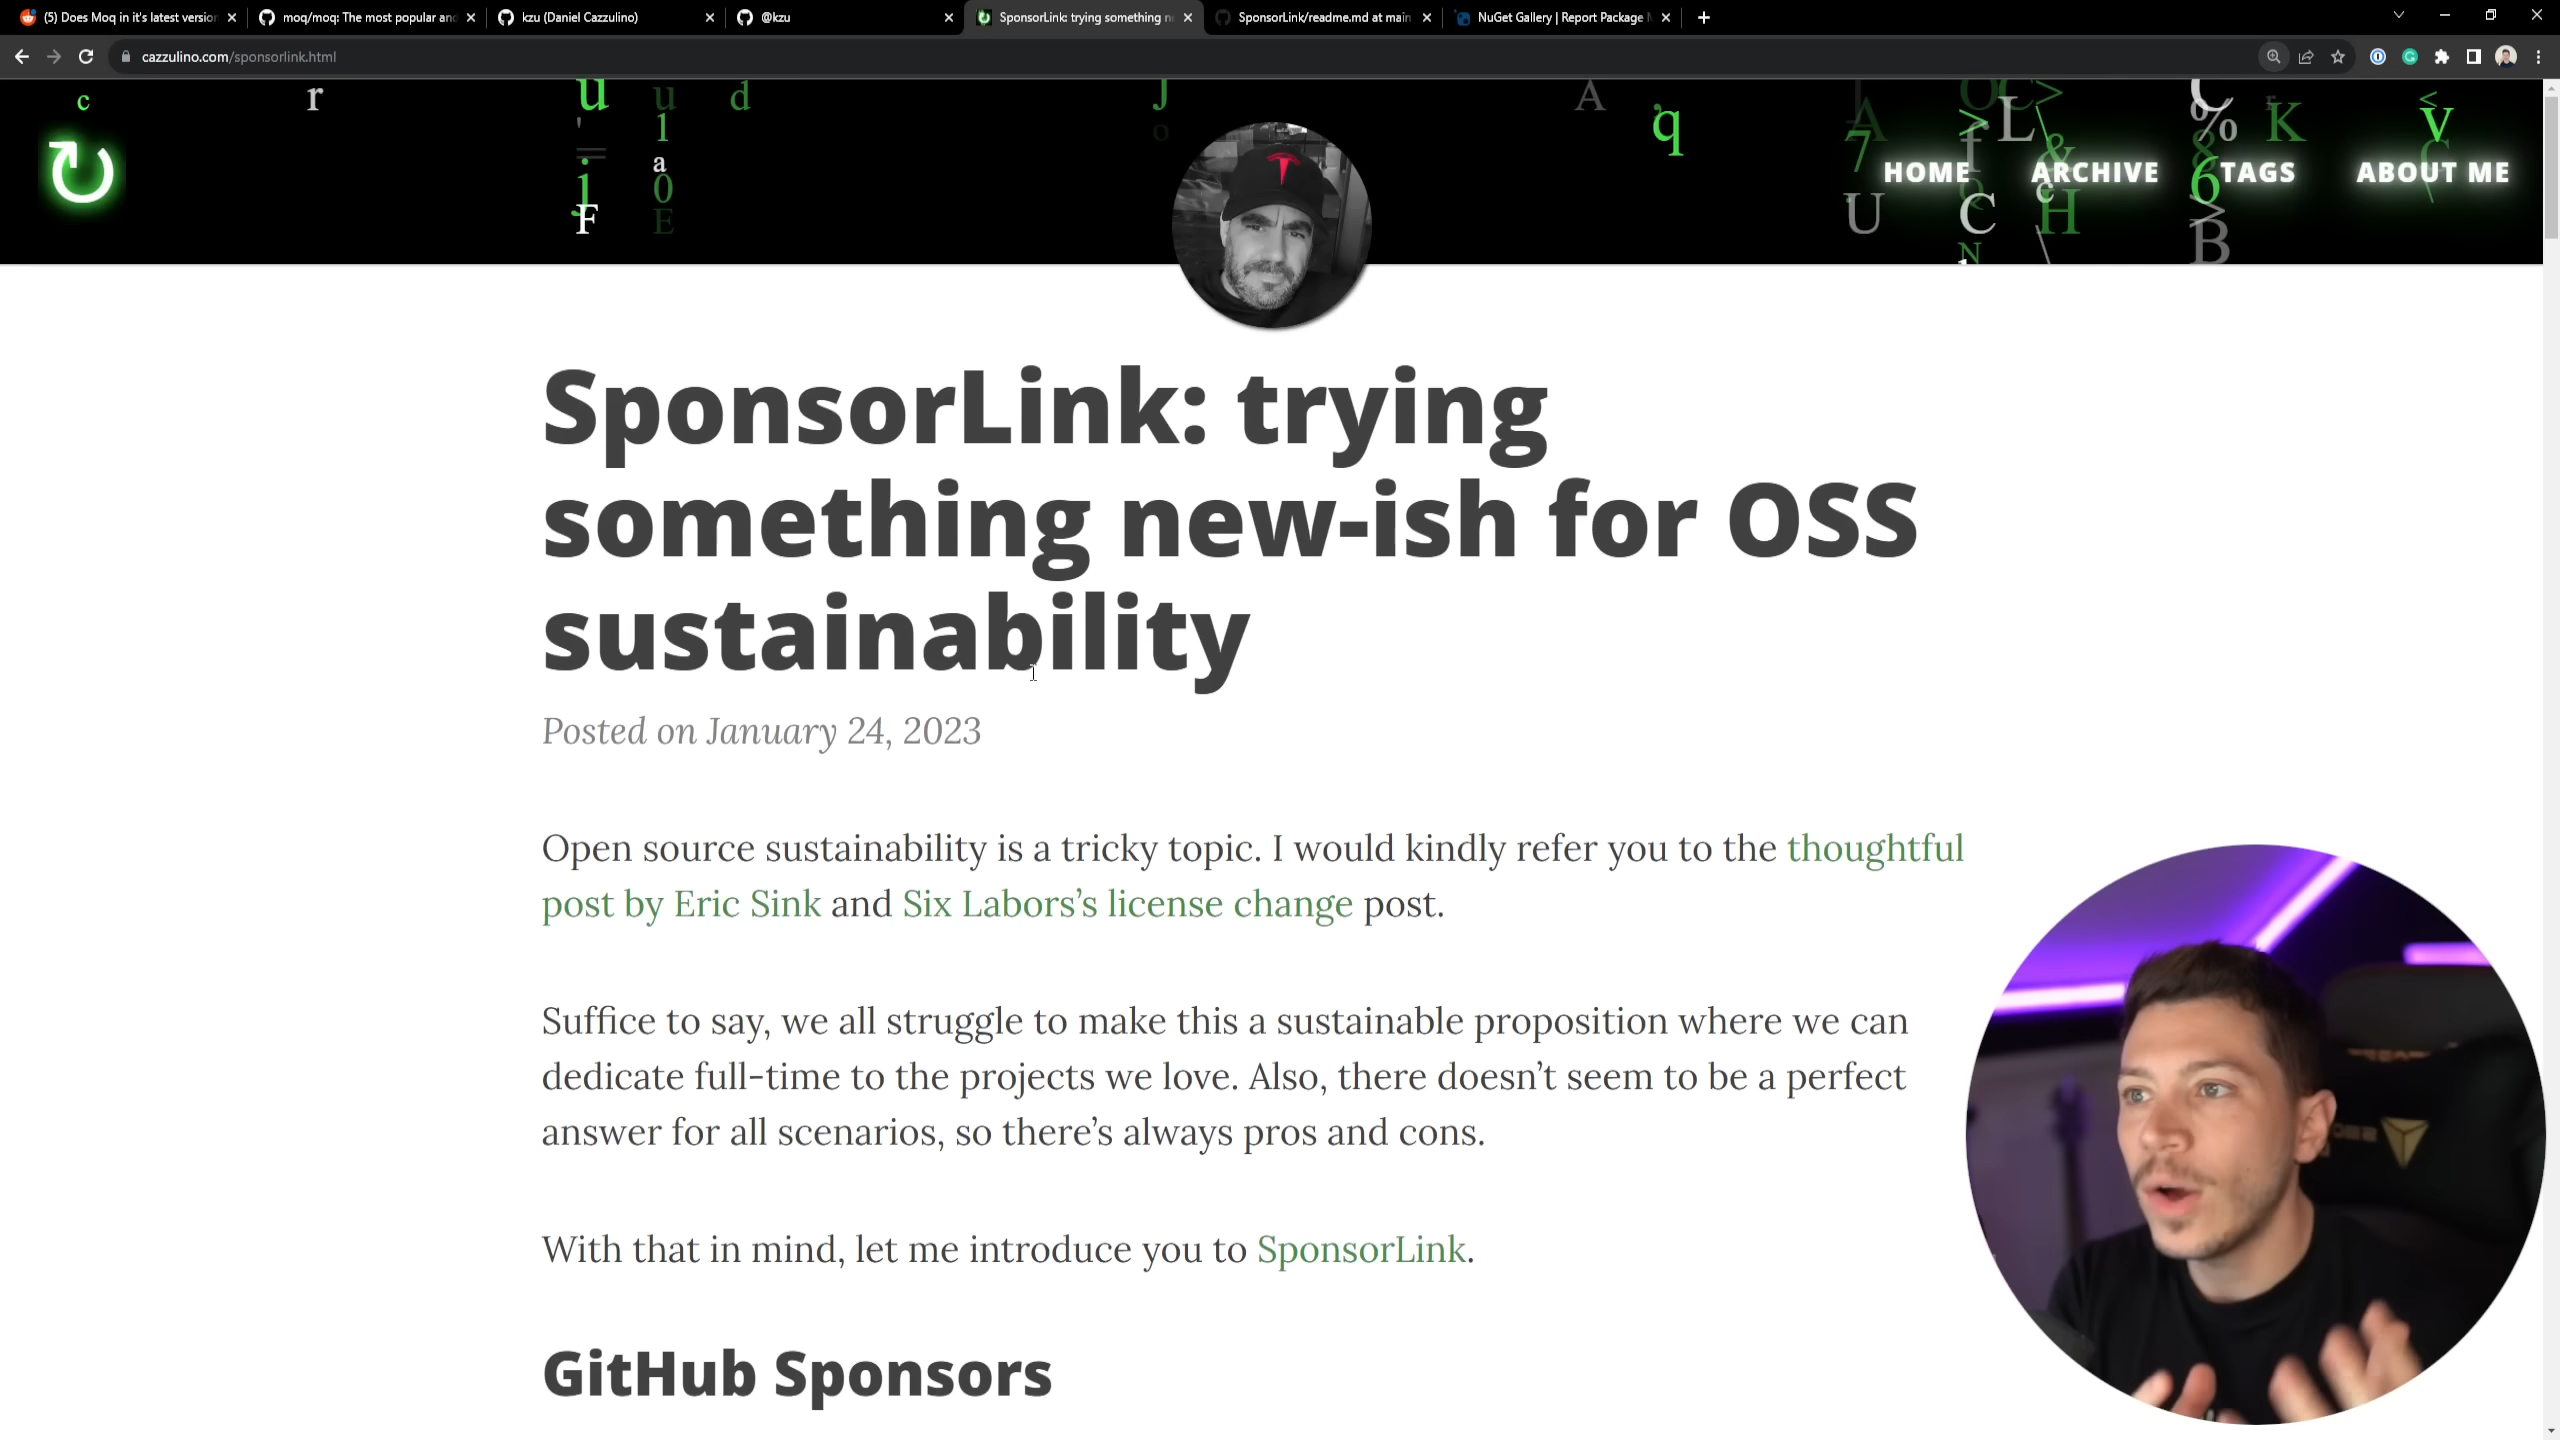 (5) Does Moq in it's latest version
moq/moq: The most popular and
kzu (Daniel Cazzulino)
@kzu
SponsorLink: trying something n
SponsorLink/readme.md at main
NuGet Gallery | Report Package
cazzulino.com/sponsorlink.html
HOME
ARCHIVE
TAGS
ABOUT ME
SponsorLink: trying
something new-ish for OSS
sustainability
Posted on January 24, 2023
Open source sustainability is a tricky topic. I would kindly refer you to the thoughtful
post by Eric Sink and Six Labors’s license change post.
Suffice to say, we all struggle to make this a sustainable proposition where we can
dedicate full-time to the projects we love. Also, there doesn’t seem to be a perfect
answer for all scenarios, so there’s always pros and cons.
With that in mind, let me introduce you to SponsorLink.
GitHub Sponsors